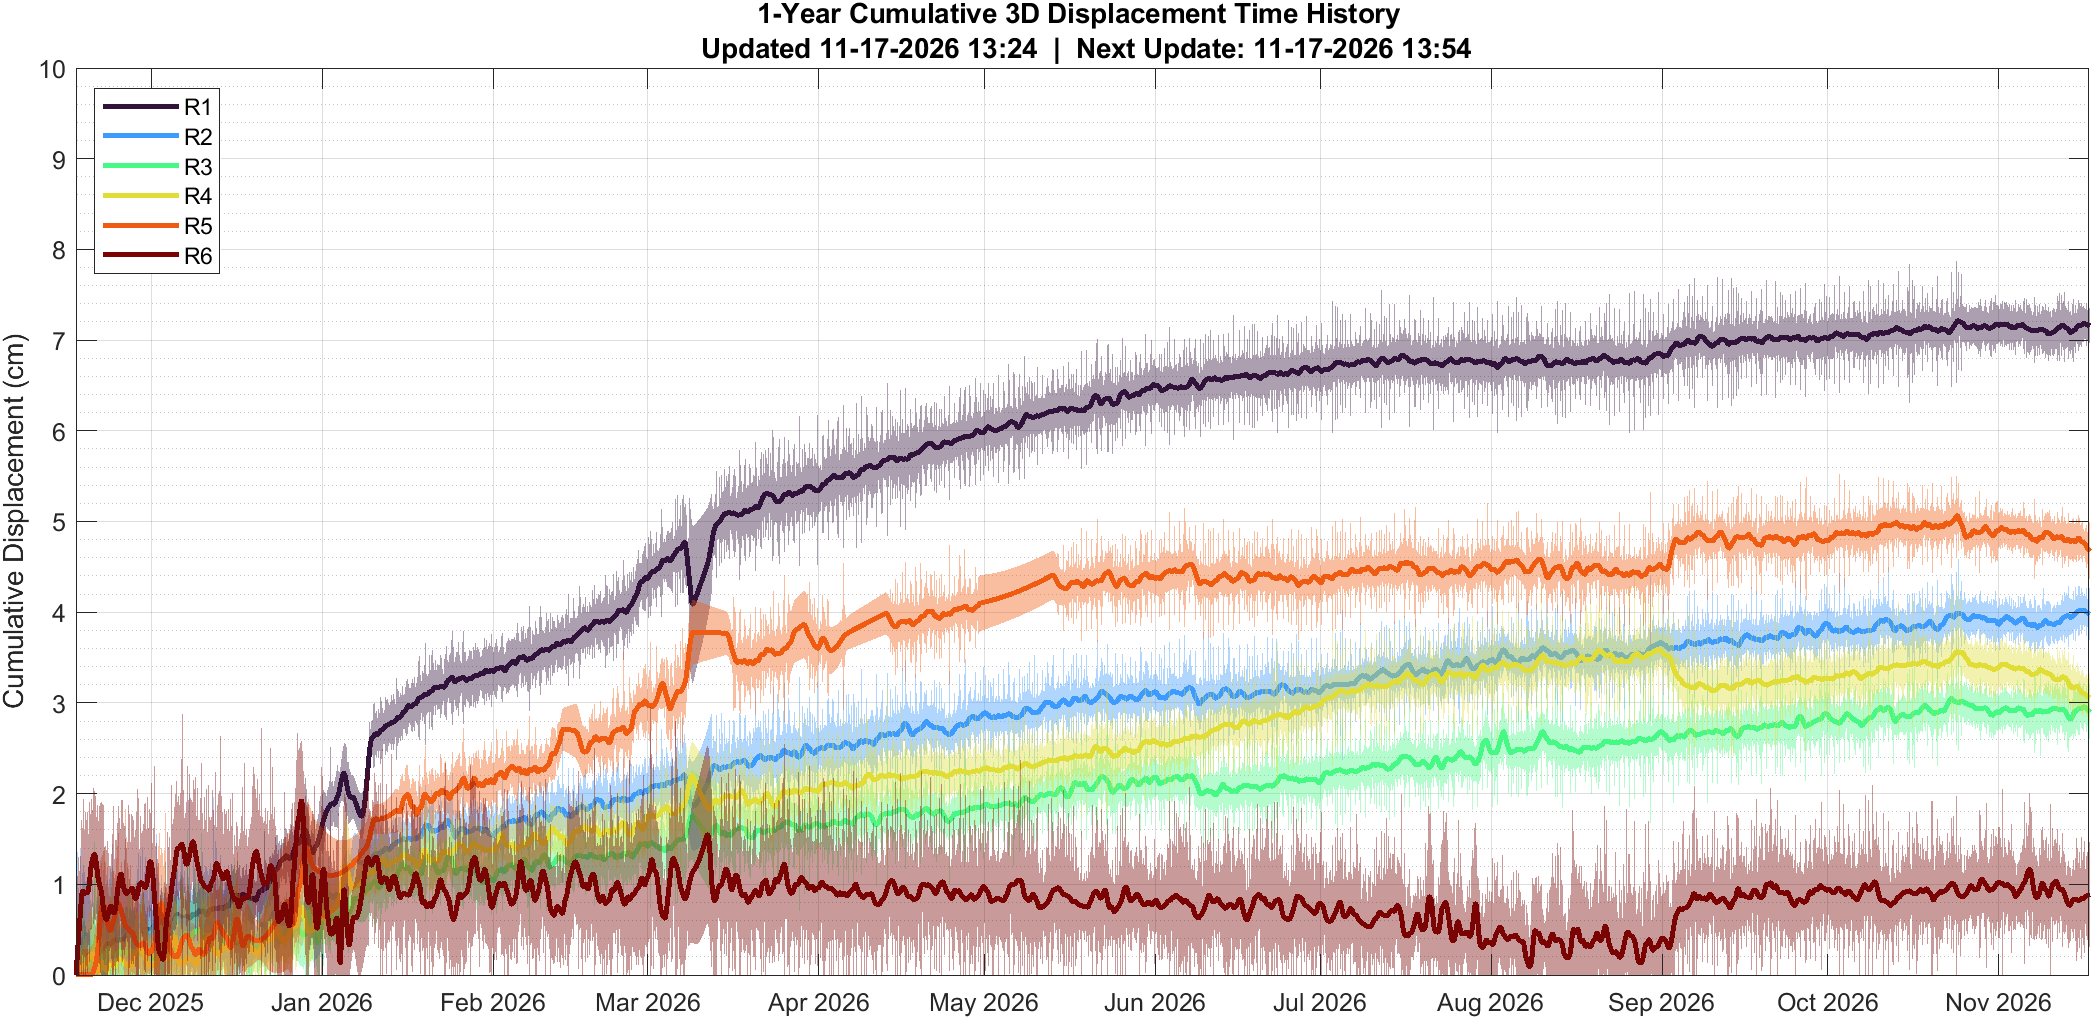 1-Year Cumulative 3D Displacement Time History
Updated 11-17-2026 13:24 | Next Update: 11-17-2026 13:54
Cumulative Displacement (cm)
10
9
8
7
6
5
4
3
2
1
0
R1
R2
R3
R4
R5
R6
Dec 2025
Jan 2026
Feb 2026
Mar 2026
Apr 2026
May 2026
Jun 2026
Jul 2026
Aug 2026
Sep 2026
Oct 2026
Nov 2026